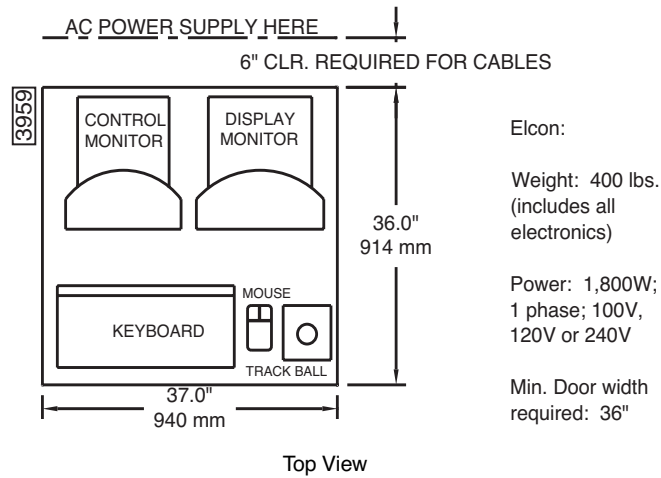 AC POWER SUPPLY HERE
6" CLR. REQUIRED FOR CABLES
3959
CONTROL
MONITOR
DISPLAY
MONITOR
36.0"
914 mm
MOUSE
KEYBOARD
TRACK BALL
37.0"
940 mm
Top View
Elcon:
Weight: 400 lbs.
(includes all
electronics)
Power: 1,800W;
1 phase; 100V,
120V or 240V
Min. Door width
required: 36"